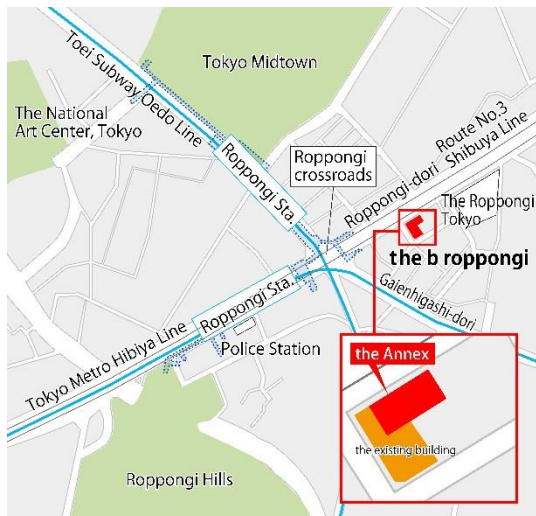 Tokyo Midtown
Toei Subway Oedo Line
The National
Art Center, Tokyo
Roppongi Sta.
Roppongi
crossroads
Route No.3
Shibuya Line
Roppongi-dori
The Roppongi
Tokyo
the b roppongi
Gaienhigashi-dori
Roppongi Sta.
Tokyo Metro Hibiya Line
Police Station
the Annex
the existing building
Roppongi Hills